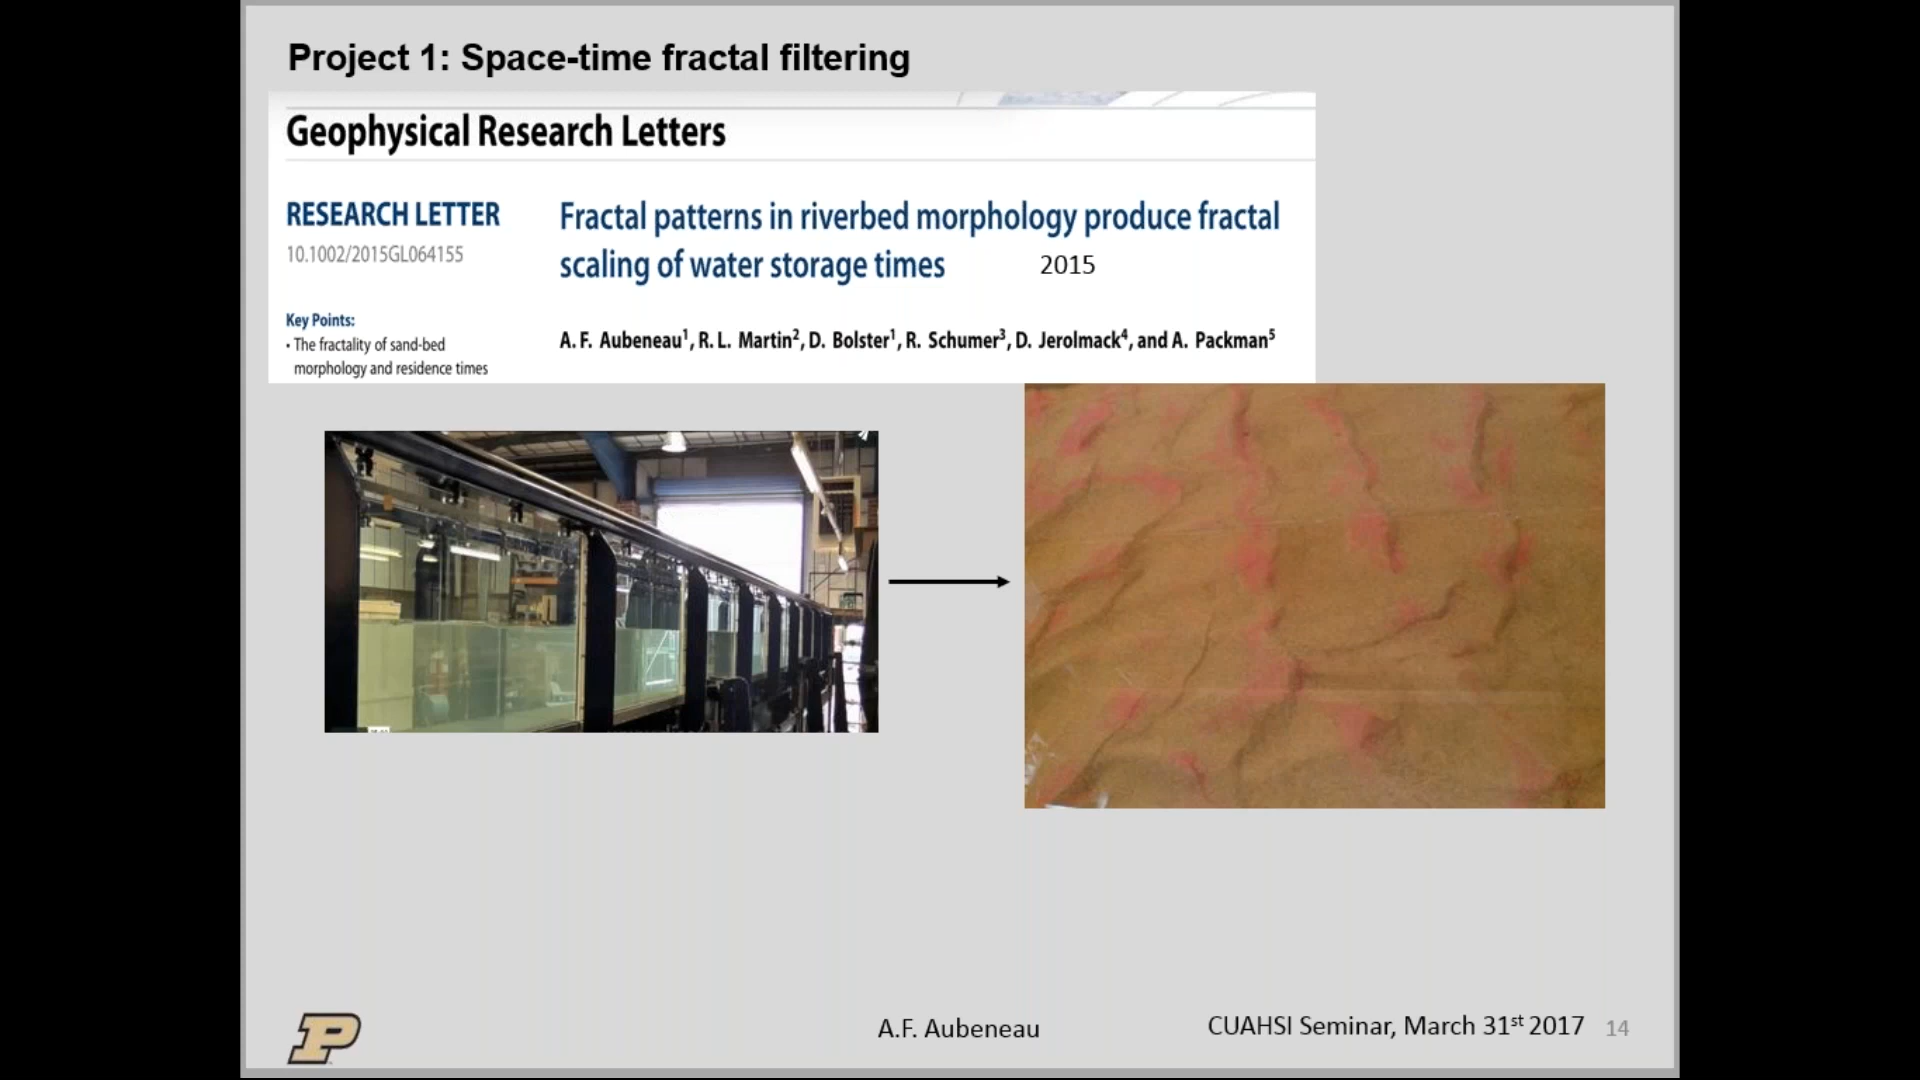 Project 1: Space-time fractal filtering
Geophysical Research Letters
RESEARCH LETTER
10.1002/2015GL064155
Fractal patterns in riverbed morphology produce fractal
scaling of water storage times
2015
Key Points:
• The fractality of sand-bed
morphology and residence times
A. F. Aubeneau¹, R. L. Martin², D. Bolster¹, R. Schumer³, D. Jerolmack⁴, and A. Packman⁵
P
A.F. Aubeneau
CUAHSI Seminar, March 31st 2017
14